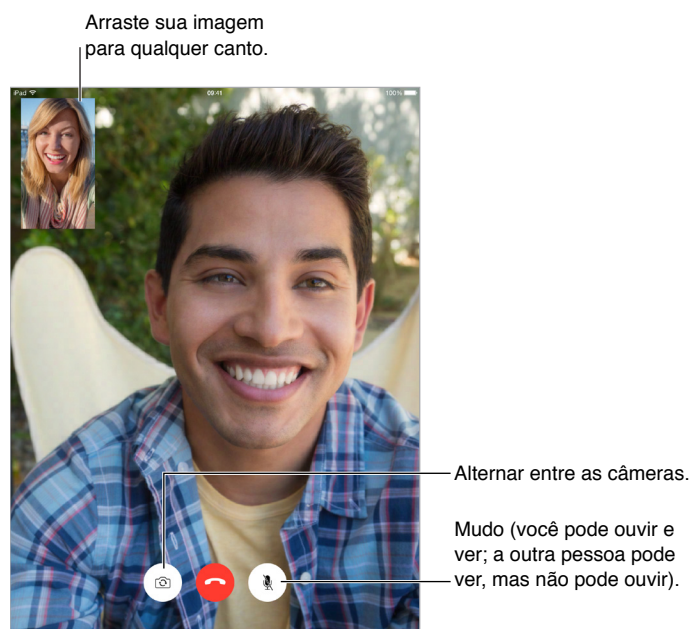 Arraste sua imagem
para qualquer canto.
iPad 09:41 100%
Alternar entre as câmeras.
Mudo (você pode ouvir e
ver; a outra pessoa pode
ver, mas não pode ouvir).